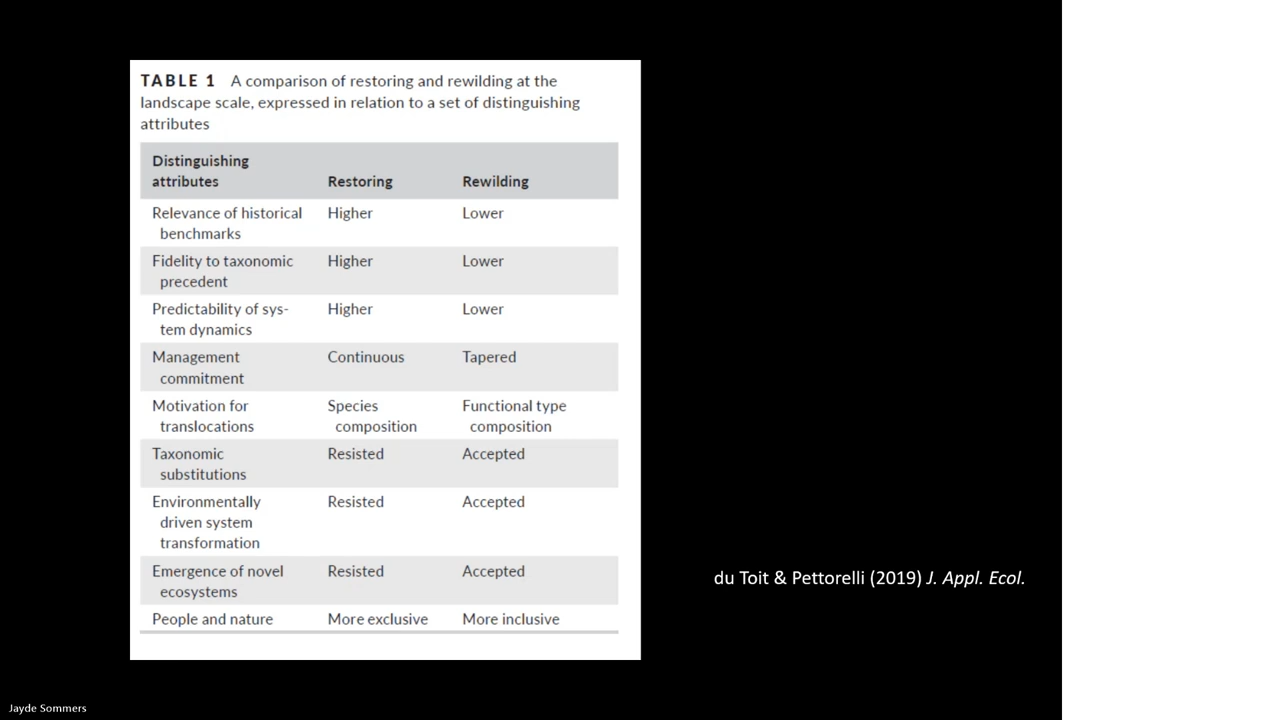 TABLE 1 A comparison of restoring and rewilding at the
landscape scale, expressed in relation to a set of distinguishing
attributes
Distinguishing
attributes Restoring Rewilding
Relevance of historical Higher Lower
benchmarks
Fidelity to taxonomic Higher Lower
precedent
Predictability of sys- Higher Lower
tem dynamics
Management Continuous Tapered
commitment
Motivation for Species Functional type
translocations composition composition
Taxonomic Resisted Accepted
substitutions
Environmentally Resisted Accepted
driven system
transformation
Emergence of novel Resisted Accepted
ecosystems
People and nature More exclusive More inclusive
du Toit & Pettorelli (2019) J. Appl. Ecol.
Jayde Sommers